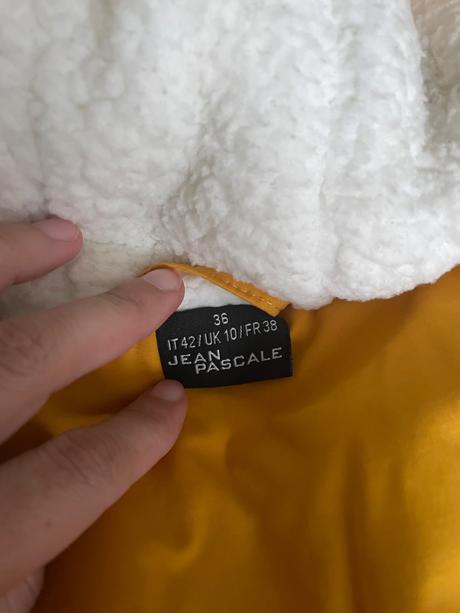 36
IT 42/UK 10/FR 38
JEAN
PASCALE